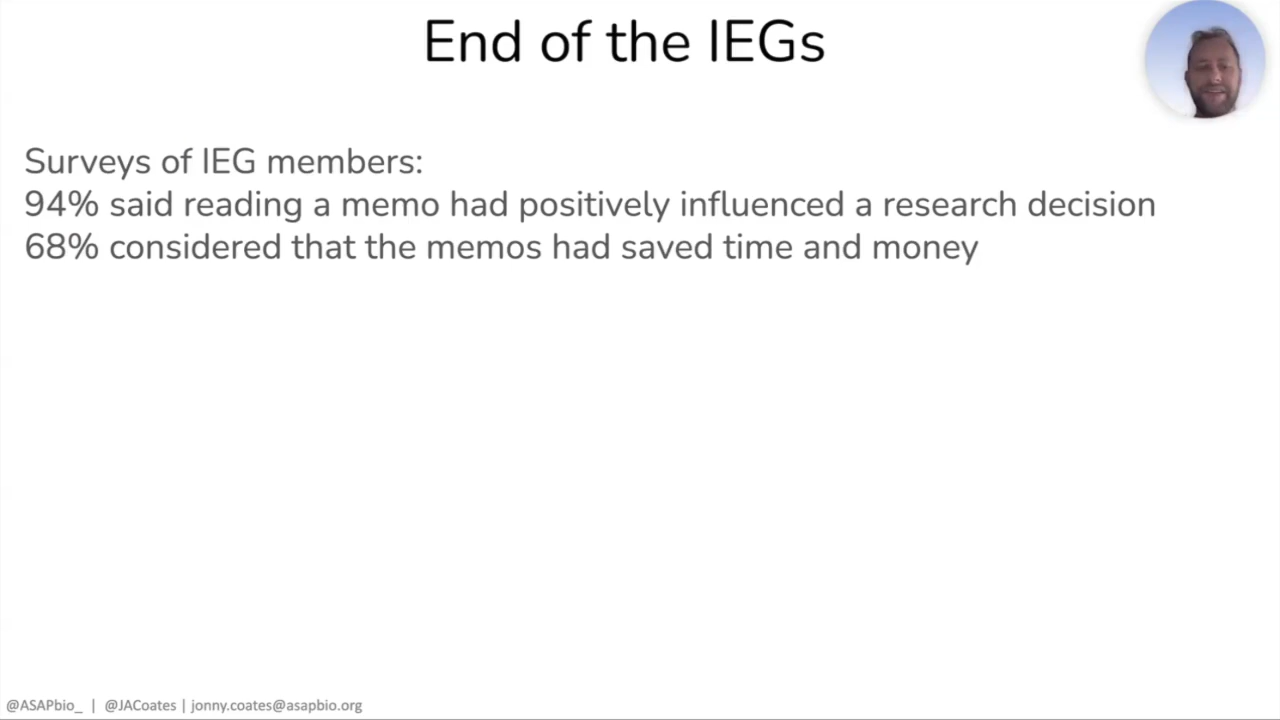 End of the IEGs
Surveys of IEG members:
94% said reading a memo had positively influenced a research decision
68% considered that the memos had saved time and money
@ASAPbio_ | @JACoates | jonny.coates@asapbio.org